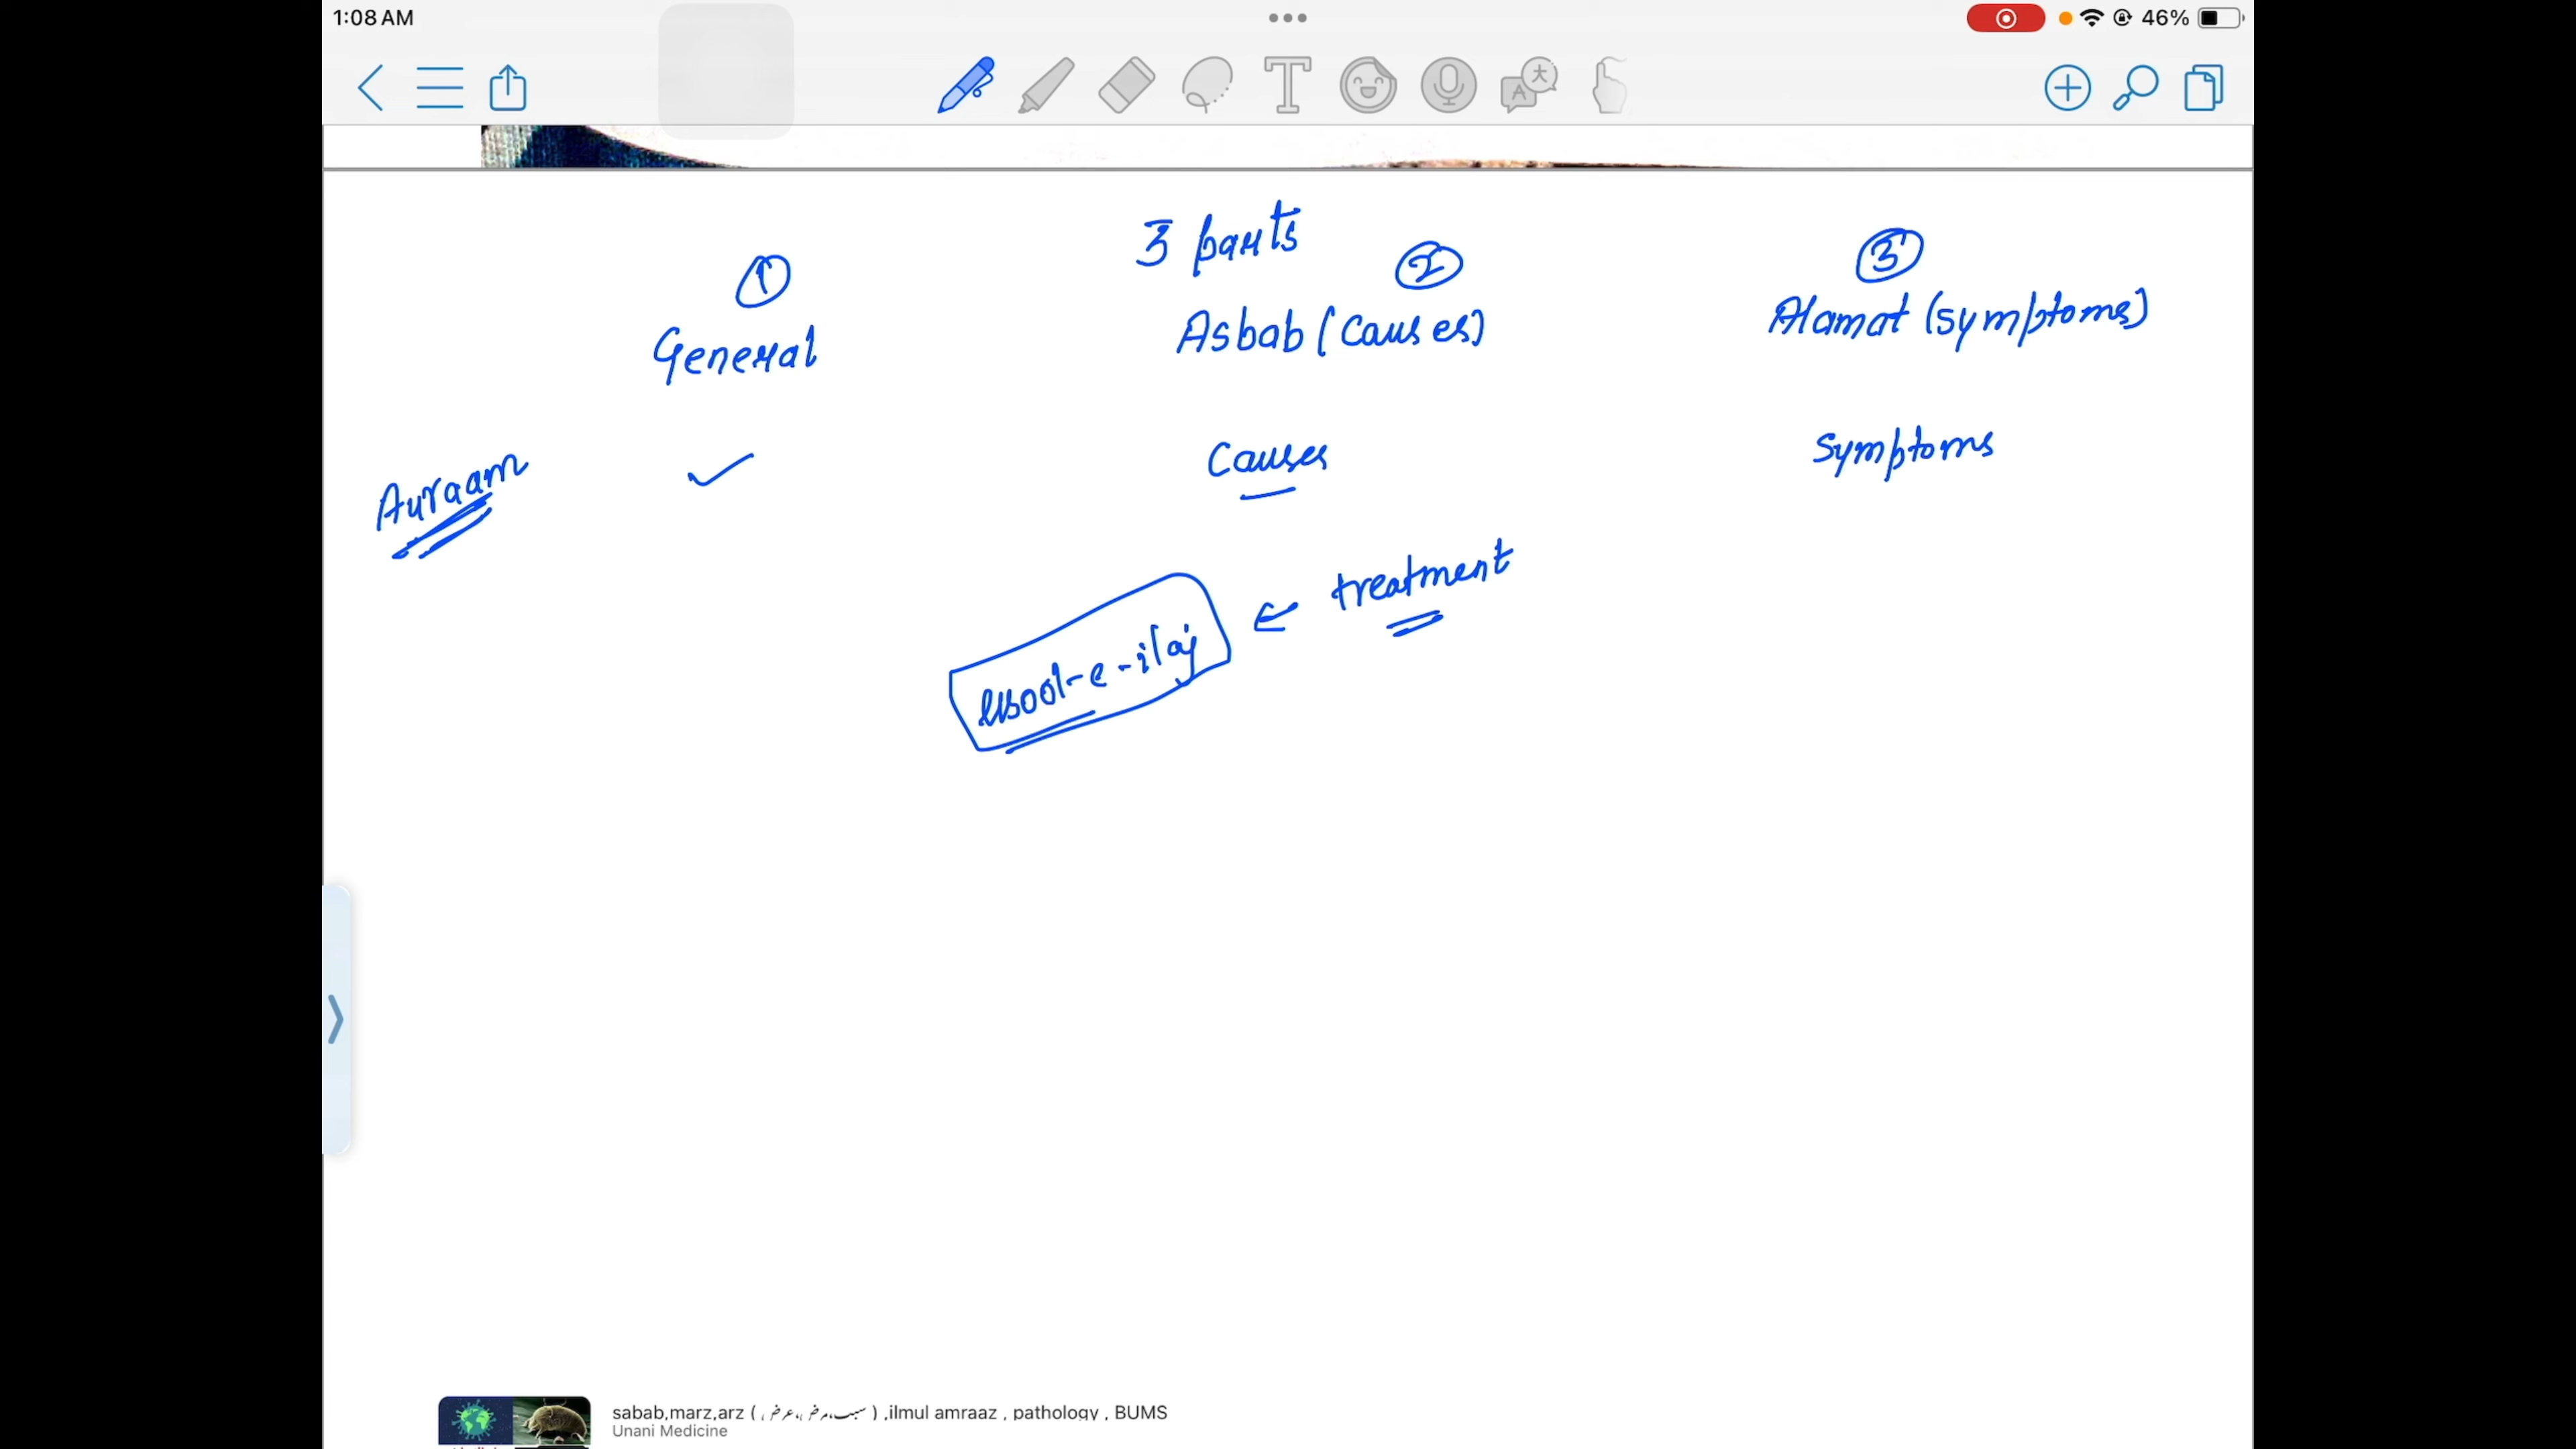 1:08 AM
46%
3 parts
1
2
3
General
Asbab (causes)
Alamat (symptoms)
Auraam
Causes
Symptoms
treatment
usool-e-ilaj
sabab,marz,arz ( سبب،مرض،عرض ) ,ilmul amraaz , pathology , BUMS
Unani Medicine